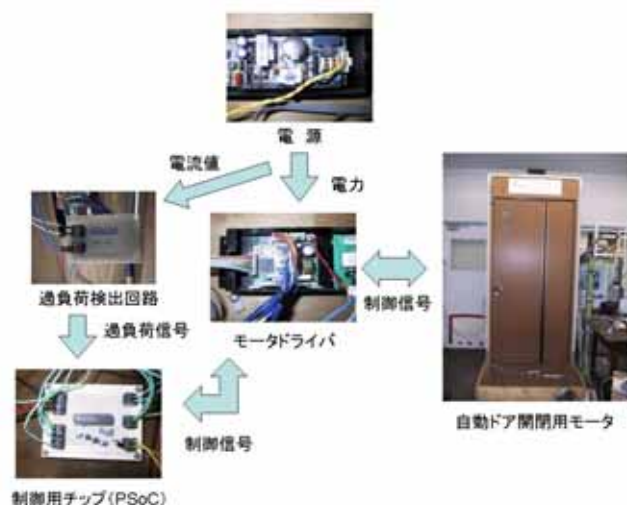 電 源
電流値
電力
過負荷検出回路
過負荷信号
モータドライバ
制御信号
制御信号
自動ドア開閉用モータ
制御用チップ(PSoC)